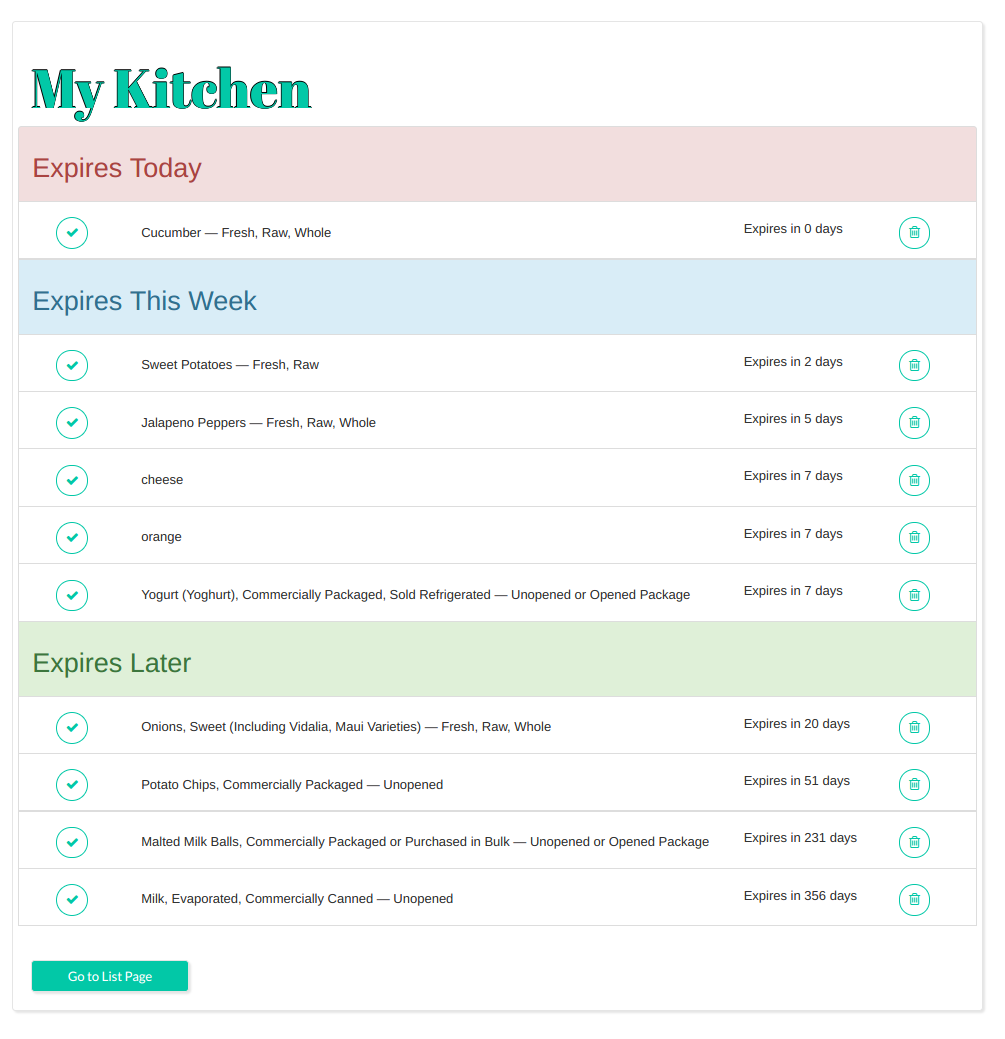 My Kitchen
Expires Today
Cucumber — Fresh, Raw, Whole Expires in 0 days
Expires This Week
Sweet Potatoes — Fresh, Raw Expires in 2 days
Jalapeno Peppers — Fresh, Raw, Whole Expires in 5 days
cheese Expires in 7 days
orange Expires in 7 days
Yogurt (Yoghurt), Commercially Packaged, Sold Refrigerated — Unopened or Opened Package Expires in 7 days
Expires Later
Onions, Sweet (Including Vidalia, Maui Varieties) — Fresh, Raw, Whole Expires in 20 days
Potato Chips, Commercially Packaged — Unopened Expires in 51 days
Malted Milk Balls, Commercially Packaged or Purchased in Bulk — Unopened or Opened Package Expires in 231 days
Milk, Evaporated, Commercially Canned — Unopened Expires in 356 days
Go to List Page